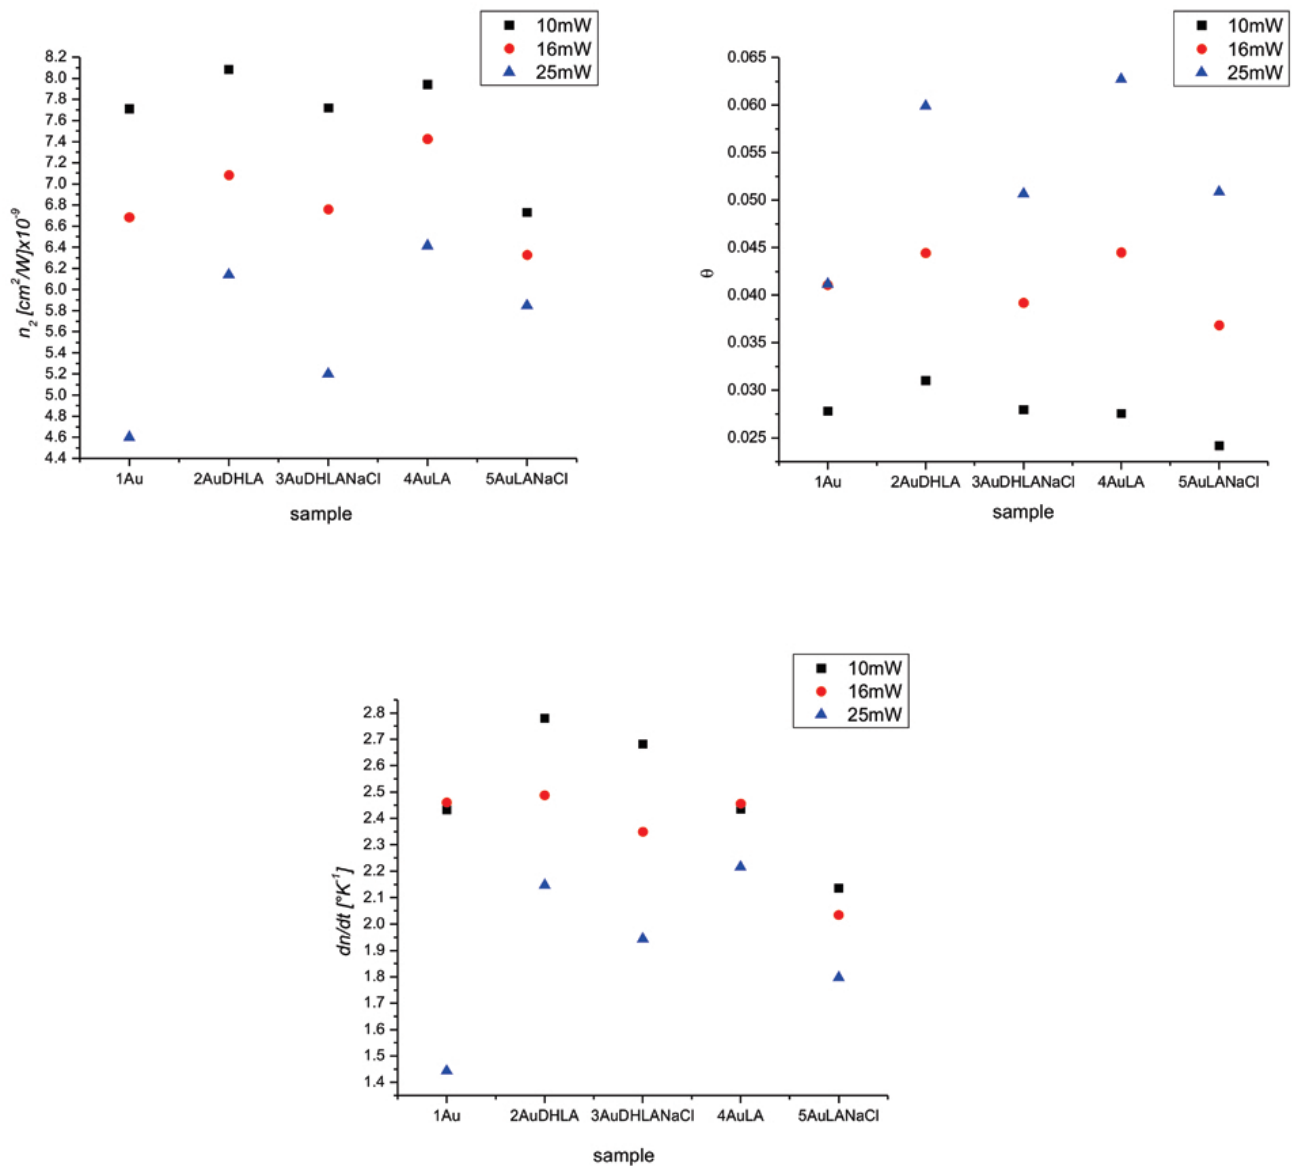 10mW
16mW
25mW
8.2
8.0
7.8
7.6
7.4
7.2
7.0
6.8
6.6
6.4
6.2
6.0
5.8
5.6
5.4
5.2
5.0
4.8
4.6
4.4
n2 [cm²/W]x10⁻⁹
1Au 2AuDHLA 3AuDHLANaCl 4AuLA 5AuLANaCl
sample
10mW
16mW
25mW
0.065
0.060
0.055
0.050
0.045
0.040
0.035
0.030
0.025
θ
1Au 2AuDHLA 3AuDHLANaCl 4AuLA 5AuLANaCl
sample
10mW
16mW
25mW
2.8
2.7
2.6
2.5
2.4
2.3
2.2
2.1
2.0
1.9
1.8
1.7
1.6
1.5
1.4
dn/dt [°K⁻¹]
1Au 2AuDHLA 3AuDHLANaCl 4AuLA 5AuLANaCl
sample